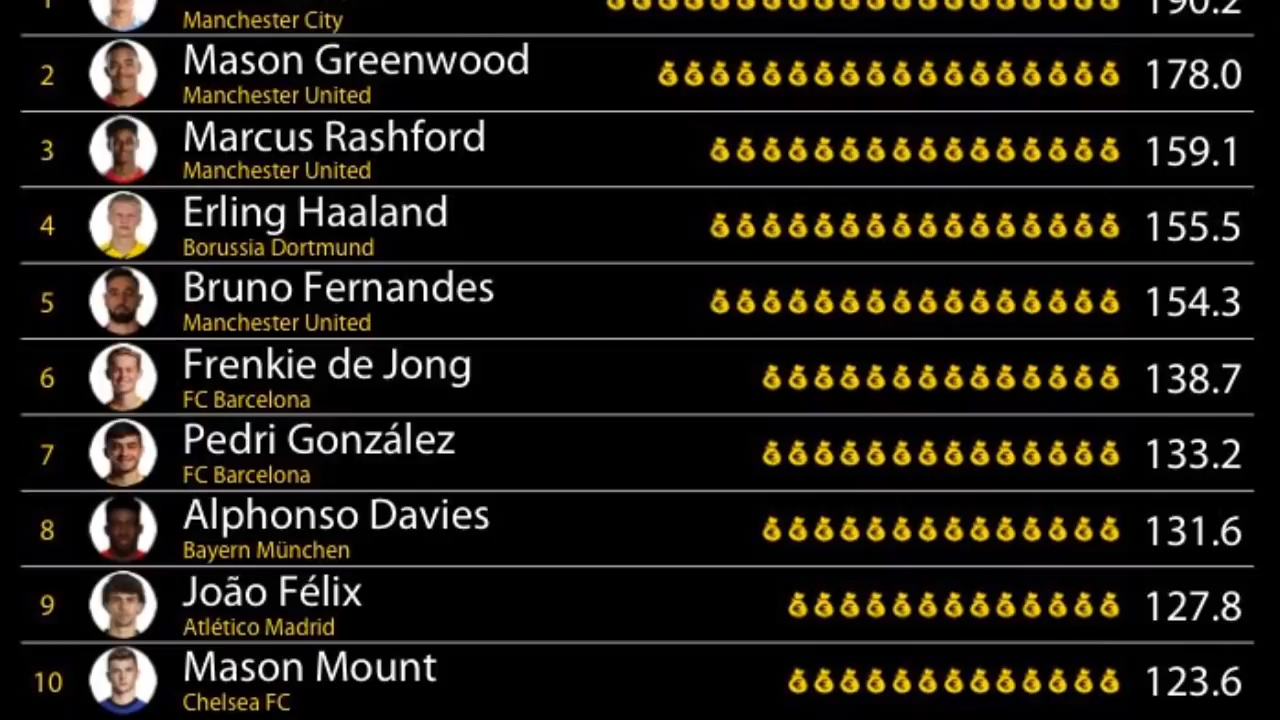 1
Manchester City
190.2
2
Mason Greenwood
178.0
Manchester United
3
Marcus Rashford
159.1
Manchester United
4
Erling Haaland
155.5
Borussia Dortmund
5
Bruno Fernandes
154.3
Manchester United
6
Frenkie de Jong
138.7
FC Barcelona
7
Pedri González
133.2
FC Barcelona
8
Alphonso Davies
131.6
Bayern München
9
João Félix
127.8
Atlético Madrid
10
Mason Mount
123.6
Chelsea FC